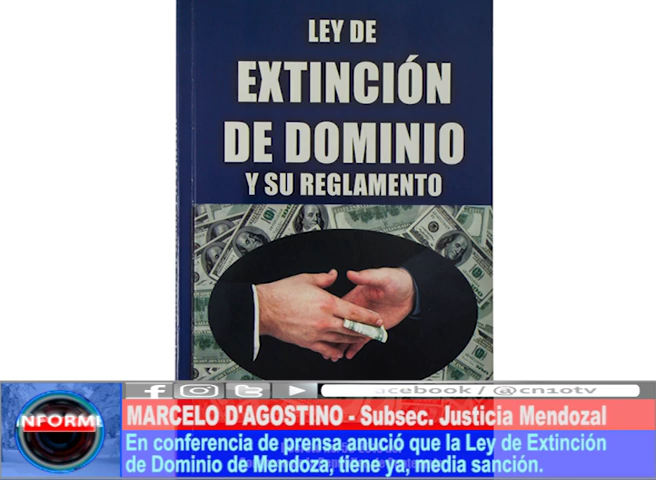 LEY DE
EXTINCIÓN
DE DOMINIO
Y SU REGLAMENTO
acebook / @cn10tv
NFORM
MARCELO D'AGOSTINO - Subsec. Justicia Mendozal
En conferencia de prensa anució que la Ley de Extinción
de Dominio de Mendoza, tiene ya, media sanción.